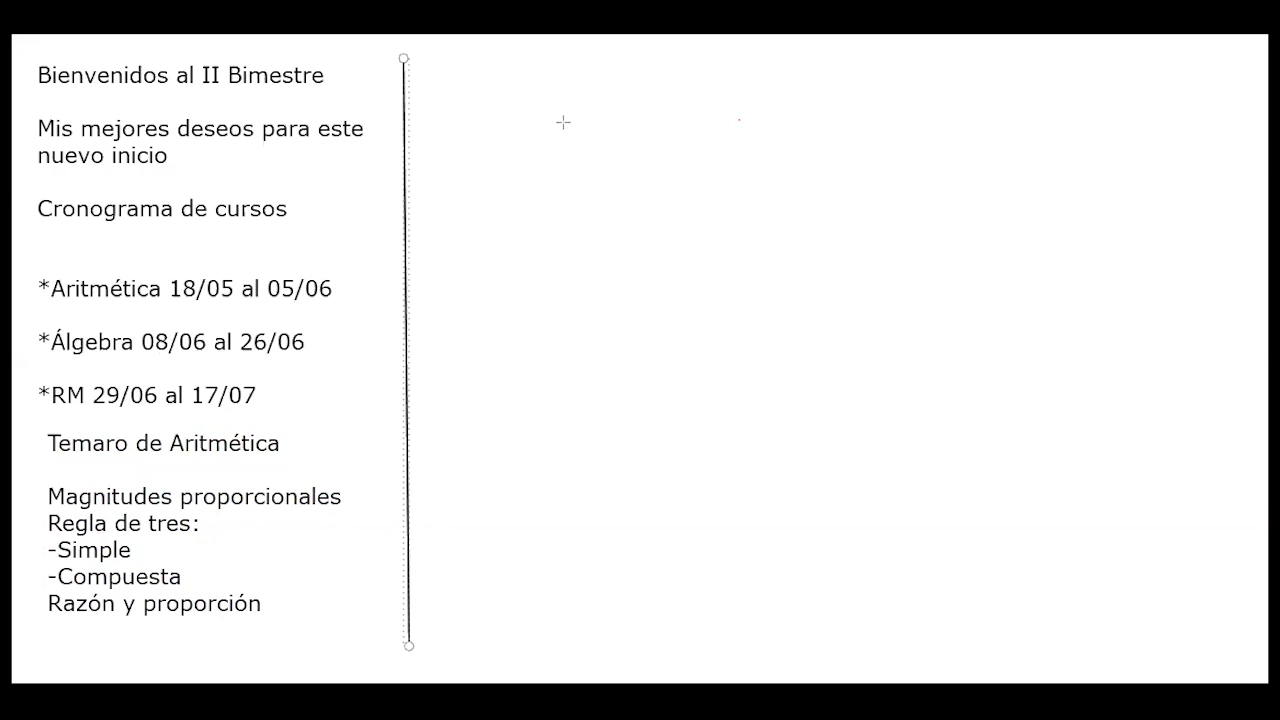 Bienvenidos al II Bimestre
Mis mejores deseos para este
nuevo inicio
Cronograma de cursos
*Aritmética 18/05 al 05/06
*Álgebra 08/06 al 26/06
*RM 29/06 al 17/07
Temaro de Aritmética
Magnitudes proporcionales
Regla de tres:
-Simple
-Compuesta
Razón y proporción